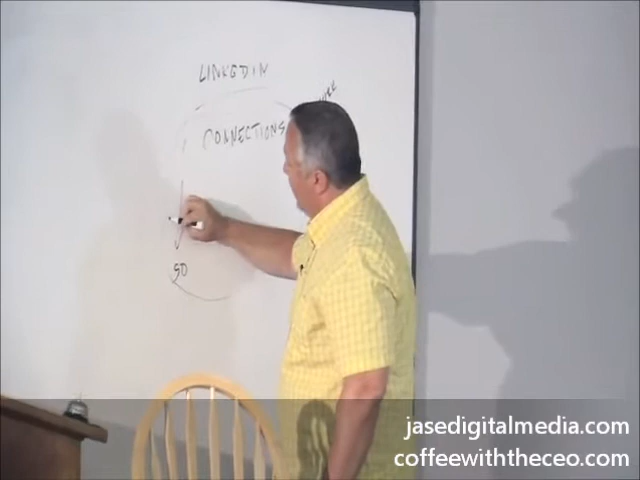 LINKEDIN
CONNECTIONS
50
jasedigitalmedia.com
coffeewiththeceo.com